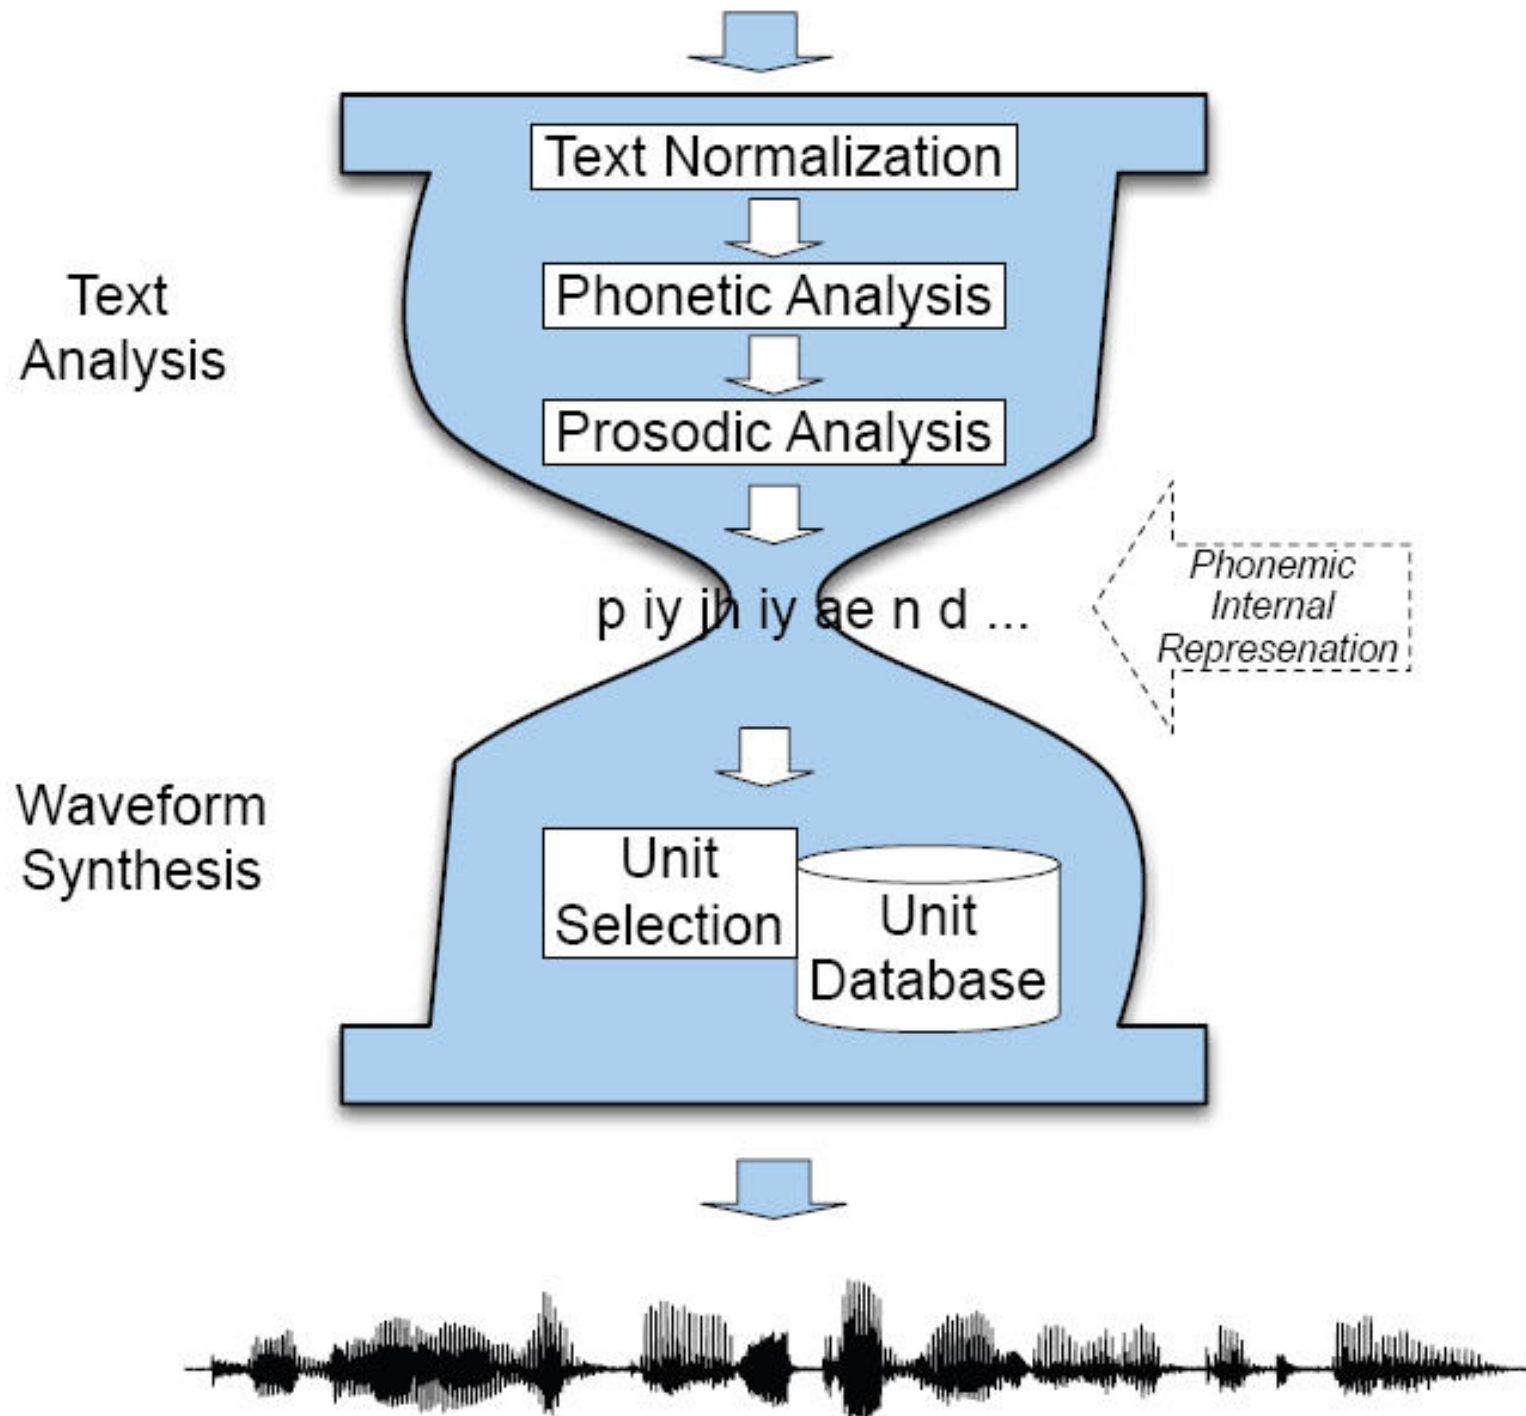 Text Normalization
Phonetic Analysis
Text
Analysis
Prosodic Analysis
p iy jh iy ae n d ...
Phonemic
Internal
Represenation
Waveform
Synthesis
Unit
Selection
Unit
Database